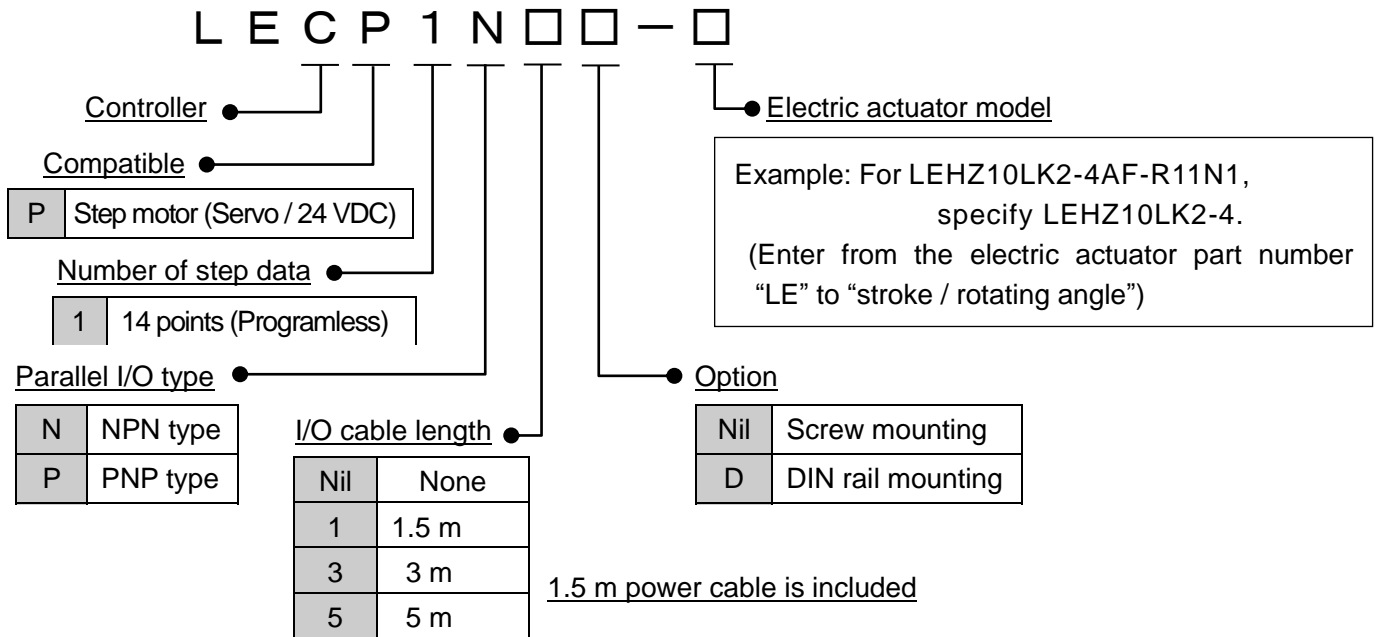 LECP1N□□-□
Controller
Electric actuator model
Compatible
P Step motor (Servo / 24 VDC)
Example: For LEHZ10LK2-4AF-R11N1,
specify LEHZ10LK2-4.
(Enter from the electric actuator part number
“LE” to “stroke / rotating angle”)
Number of step data
1 14 points (Programless)
Parallel I/O type
N NPN type
P PNP type
I/O cable length
Nil None
1 1.5 m
3 3 m
5 5 m
1.5 m power cable is included
Option
Nil Screw mounting
D DIN rail mounting